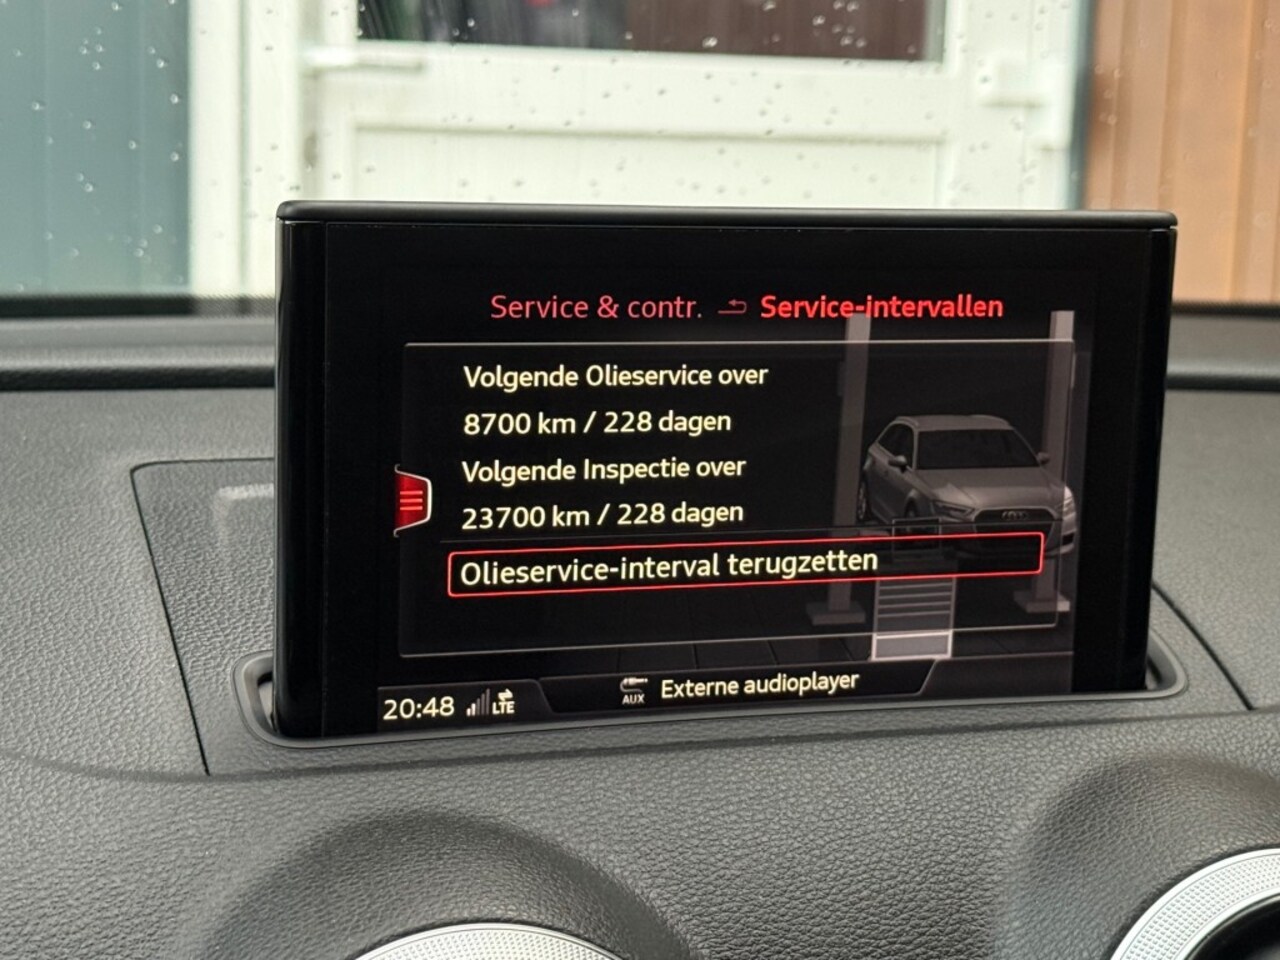 Service & contr. Service-intervallen
Volgende Olieservice over
8700 km / 228 dagen
Volgende Inspectie over
23700 km / 228 dagen
Olieservice-interval terugzetten
20:48 LTE AUX Externe audioplayer